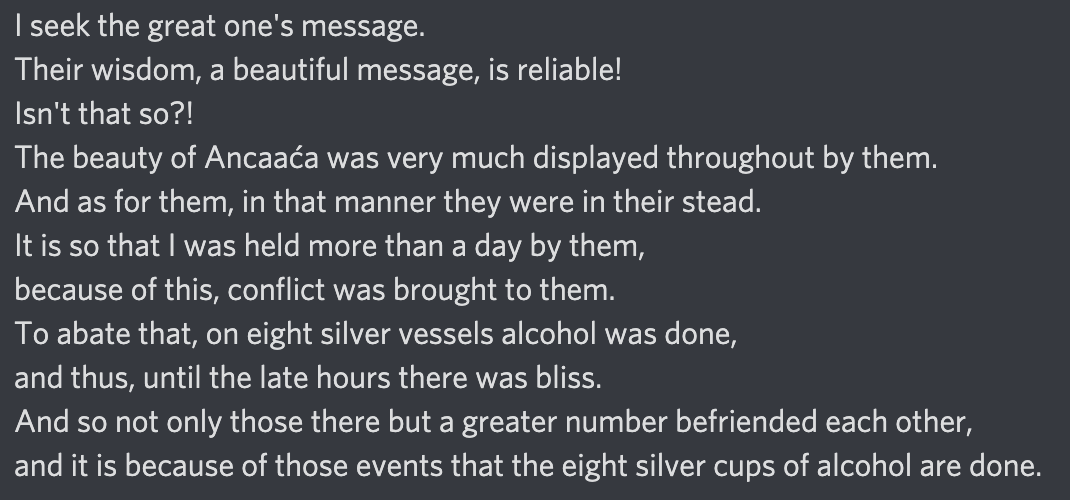 I seek the great one's message.
Their wisdom, a beautiful message, is reliable!
Isn't that so?!
The beauty of Ancaaća was very much displayed throughout by them.
And as for them, in that manner they were in their stead.
It is so that I was held more than a day by them,
because of this, conflict was brought to them.
To abate that, on eight silver vessels alcohol was done,
and thus, until the late hours there was bliss.
And so not only those there but a greater number befriended each other,
and it is because of those events that the eight silver cups of alcohol are done.